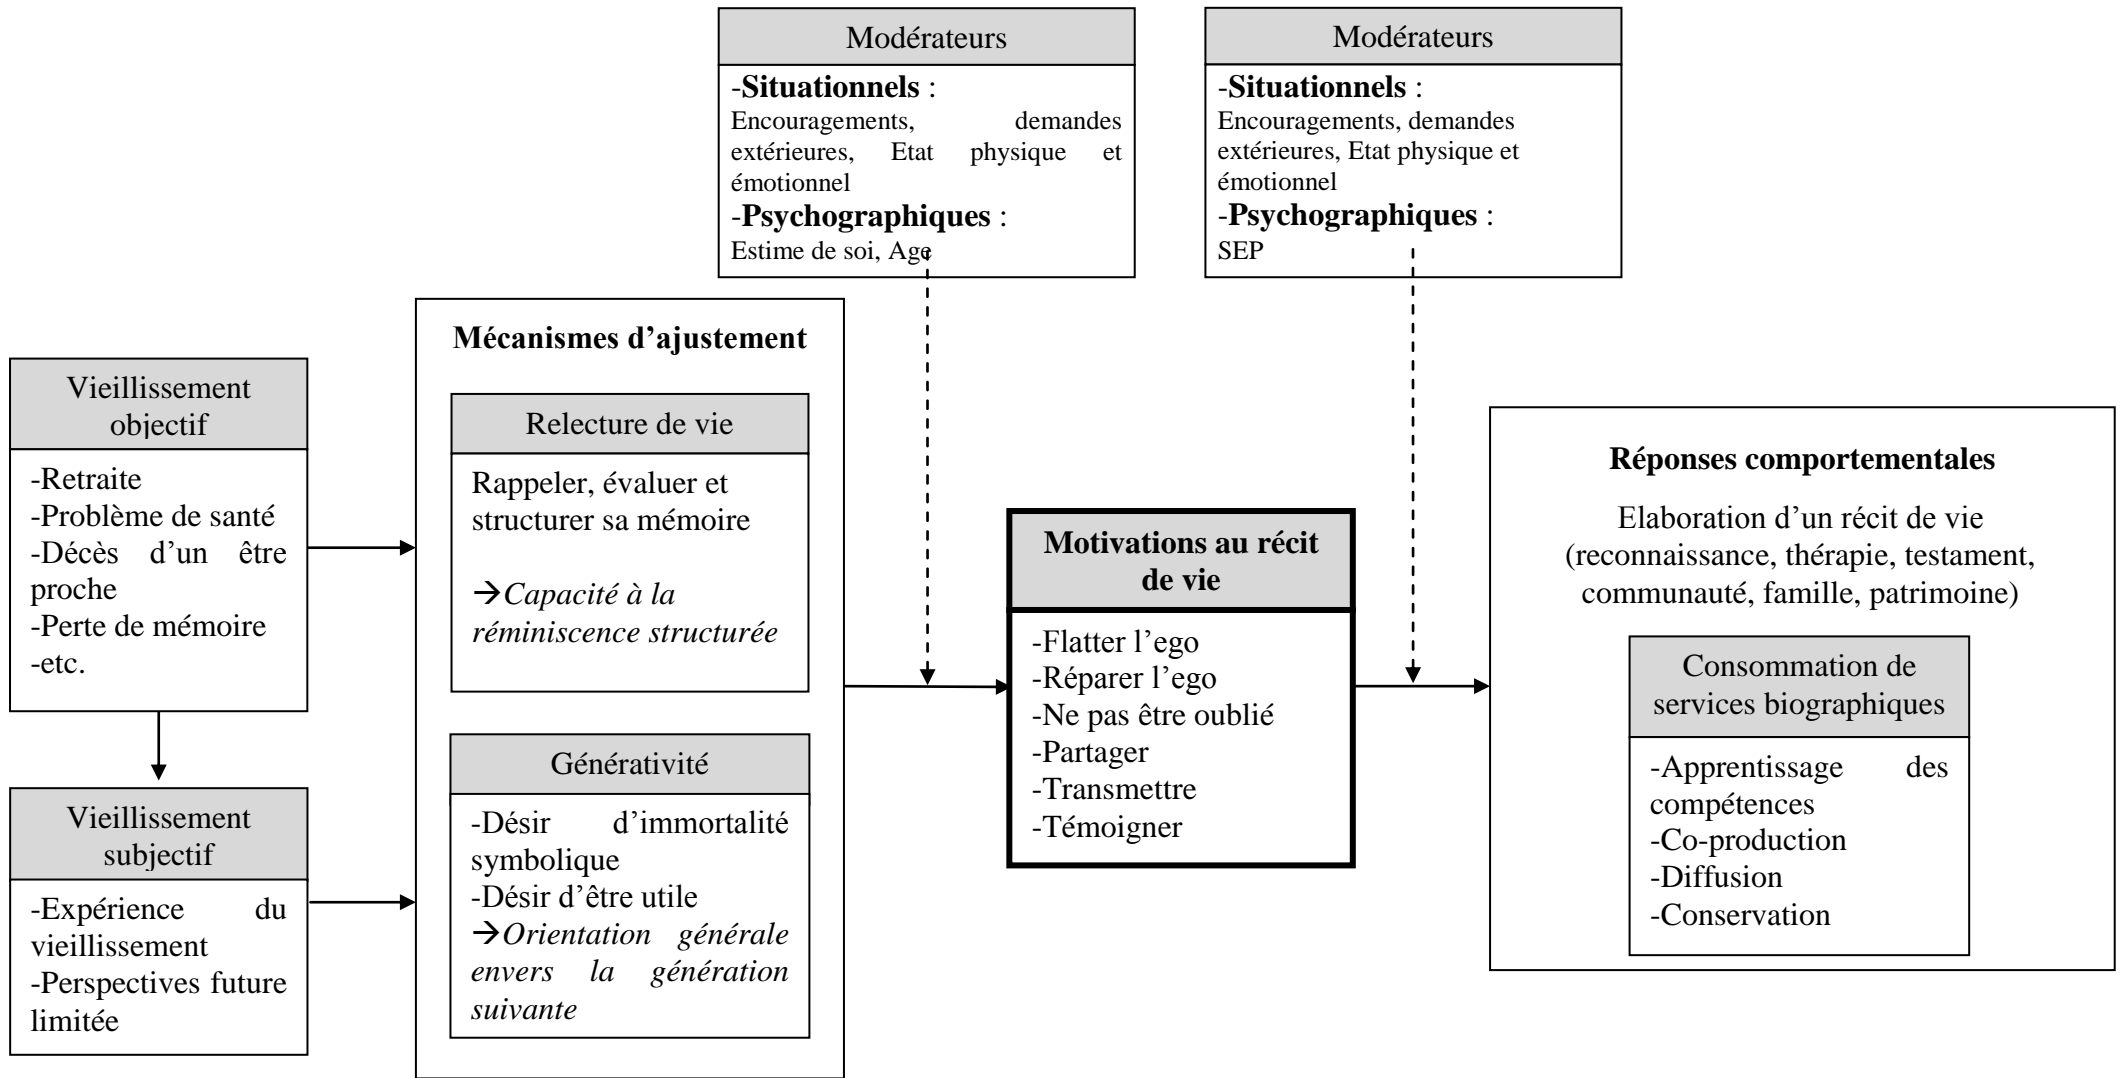 Modérateurs
-Situationnels :
Encouragements, demandes
extérieures, Etat physique et
émotionnel
-Psychographiques :
Estime de soi, Age
Modérateurs
-Situationnels :
Encouragements, demandes
extérieures, Etat physique et
émotionnel
-Psychographiques :
SEP
Vieillissement
objectif
-Retraite
-Problème de santé
-Décès d’un être
proche
-Perte de mémoire
-etc.
Vieillissement
subjectif
-Expérience du
vieillissement
-Perspectives future
limitée
Mécanismes d’ajustement
Relecture de vie
Rappeler, évaluer et
structurer sa mémoire
→Capacité à la
réminiscence structurée
Générativité
-Désir d’immortalité
symbolique
-Désir d’être utile
→Orientation générale
envers la génération
suivante
Motivations au récit
de vie
-Flatter l’ego
-Réparer l’ego
-Ne pas être oublié
-Partager
-Transmettre
-Témoigner
Réponses comportementales
Elaboration d’un récit de vie
(reconnaissance, thérapie, testament,
communauté, famille, patrimoine)
Consommation de
services biographiques
-Apprentissage des
compétences
-Co-production
-Diffusion
-Conservation